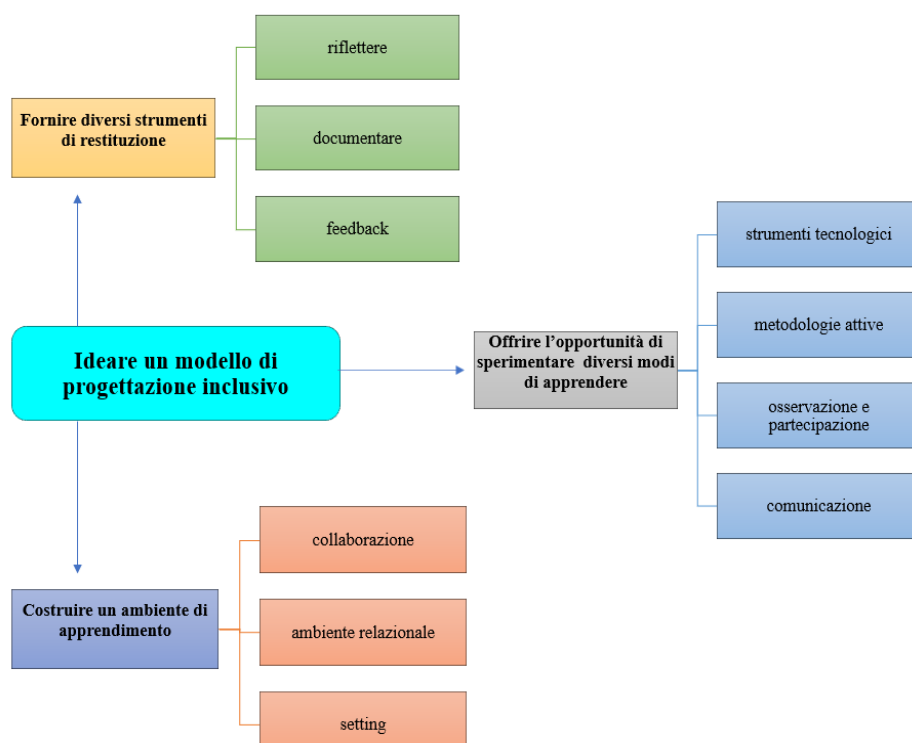 riflettere
Fornire diversi strumenti
di restituzione
documentare
feedback
strumenti tecnologici
metodologie attive
Ideare un modello di
progettazione inclusivo
Offrire l’opportunità di
sperimentare diversi modi
di apprendere
osservazione e
partecipazione
comunicazione
collaborazione
Costruire un ambiente di
apprendimento
ambiente relazionale
setting